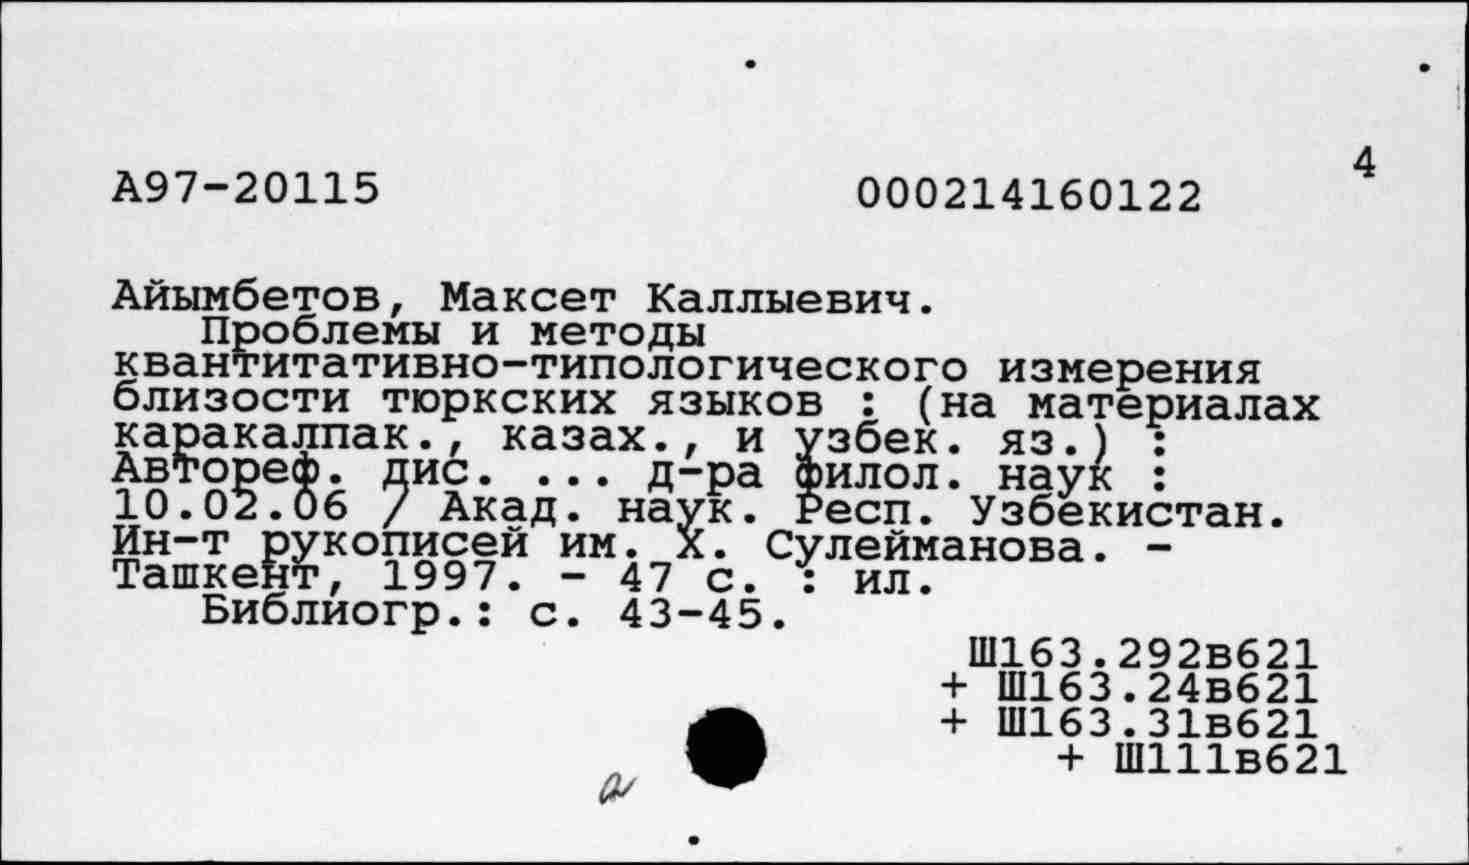 4
А97-20115 000214160122
Айымбетов, Максет Каллыевич.
Проблемы и методы
квантитативно-типологического измерения
близости тюркских языков : (на материалах
каракалпак., казах., и узбек. яз.) :
Автореф. дис. ... д-ра филол. наук :
10.02.06 / Акад. наук. Респ. Узбекистан.
Ин-т рукописей им. Х. Сулейманова. -
Ташкент, 1997. - 47 с. : ил.
Библиогр.: с. 43-45.
Ш163.292в621
+ Ш163.24в621
+ Ш163.31в621
+ Ш111в621